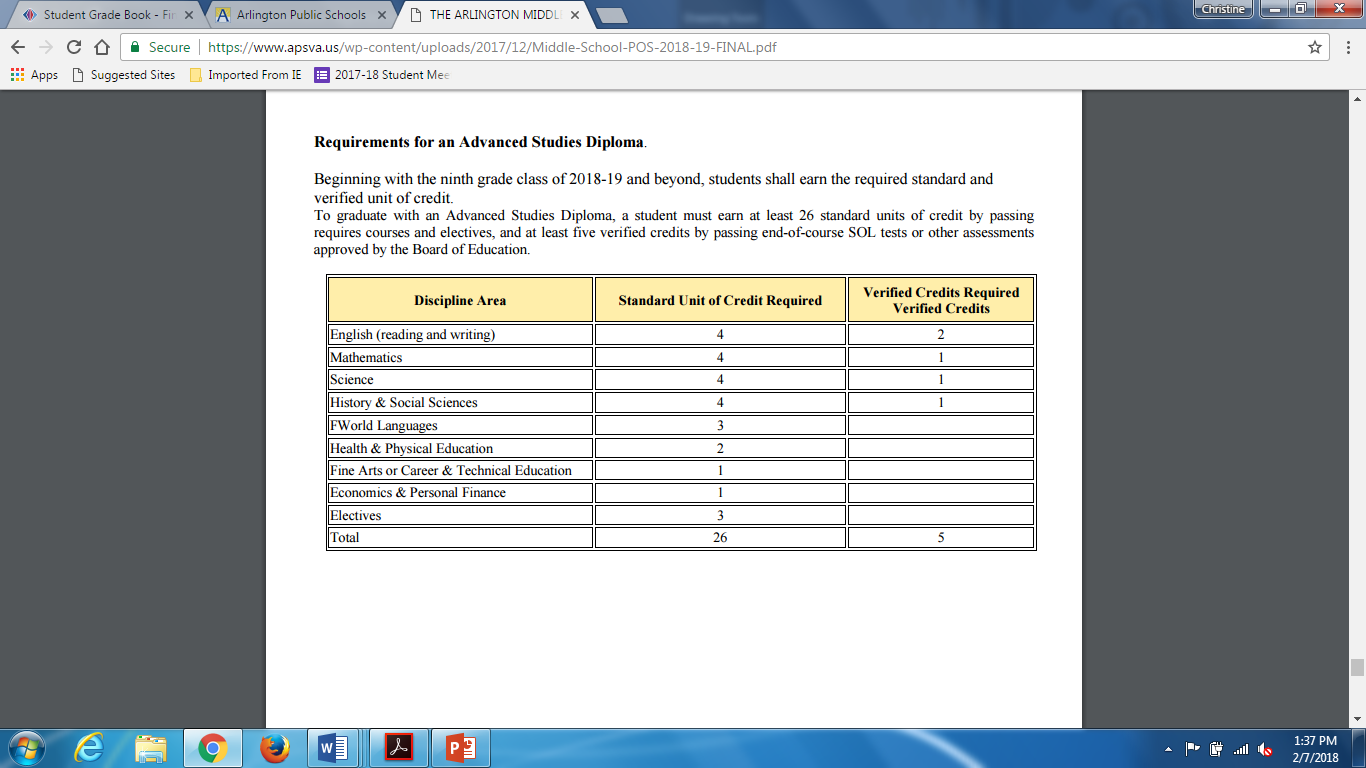 Student Grade Book - Fir
Arlington Public Schools
THE ARLINGTON MIDDL
Christine
Secure | https://www.apsva.us/wp-content/uploads/2017/12/Middle-School-POS-2018-19-FINAL.pdf
Apps Suggested Sites Imported From IE 2017-18 Student Mee
Requirements for an Advanced Studies Diploma.
Beginning with the ninth grade class of 2018-19 and beyond, students shall earn the required standard and
verified unit of credit.
To graduate with an Advanced Studies Diploma, a student must earn at least 26 standard units of credit by passing
requires courses and electives, and at least five verified credits by passing end-of-course SOL tests or other assessments
approved by the Board of Education.
Discipline Area Standard Unit of Credit Required Verified Credits Required
Verified Credits
English (reading and writing) 4 2
Mathematics 4 1
Science 4 1
History & Social Sciences 4 1
FWorld Languages 3
Health & Physical Education 2
Fine Arts or Career & Technical Education 1
Economics & Personal Finance 1
Electives 3
Total 26 5
1:37 PM
2/7/2018